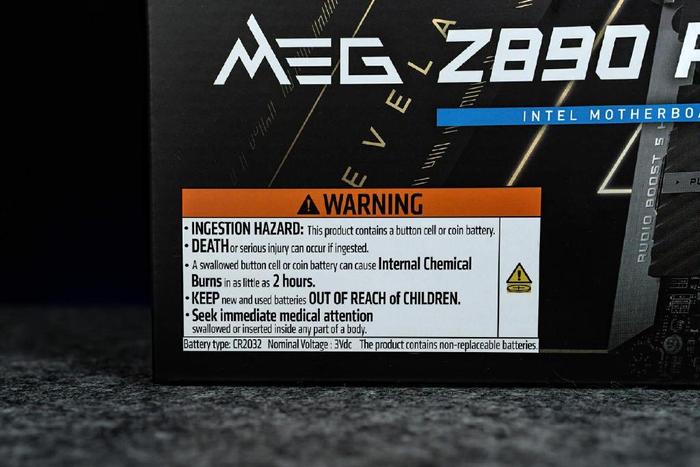 MEG Z890
INTEL MOTHERBOA
EVELA
AUDIO BOOST 5
WARNING
• INGESTION HAZARD: This product contains a button cell or coin battery.
• DEATH or serious injury can occur if ingested.
• A swallowed button cell or coin battery can cause Internal Chemical
Burns in as little as 2 hours.
• KEEP new and used batteries OUT OF REACH of CHILDREN.
• Seek immediate medical attention
swallowed or inserted inside any part of a body.
Battery type: CR2032 Nominal Voltage : 3Vdc The product contains non-replaceable batteries.